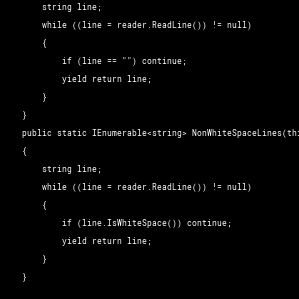 string line;
while ((line = reader.ReadLine()) != null)
{
if (line == "") continue;
yield return line;
}
}
public static IEnumerable<string> NonWhiteSpaceLines(thi
{
string line;
while ((line = reader.ReadLine()) != null)
{
if (line.IsWhiteSpace()) continue;
yield return line;
}
}